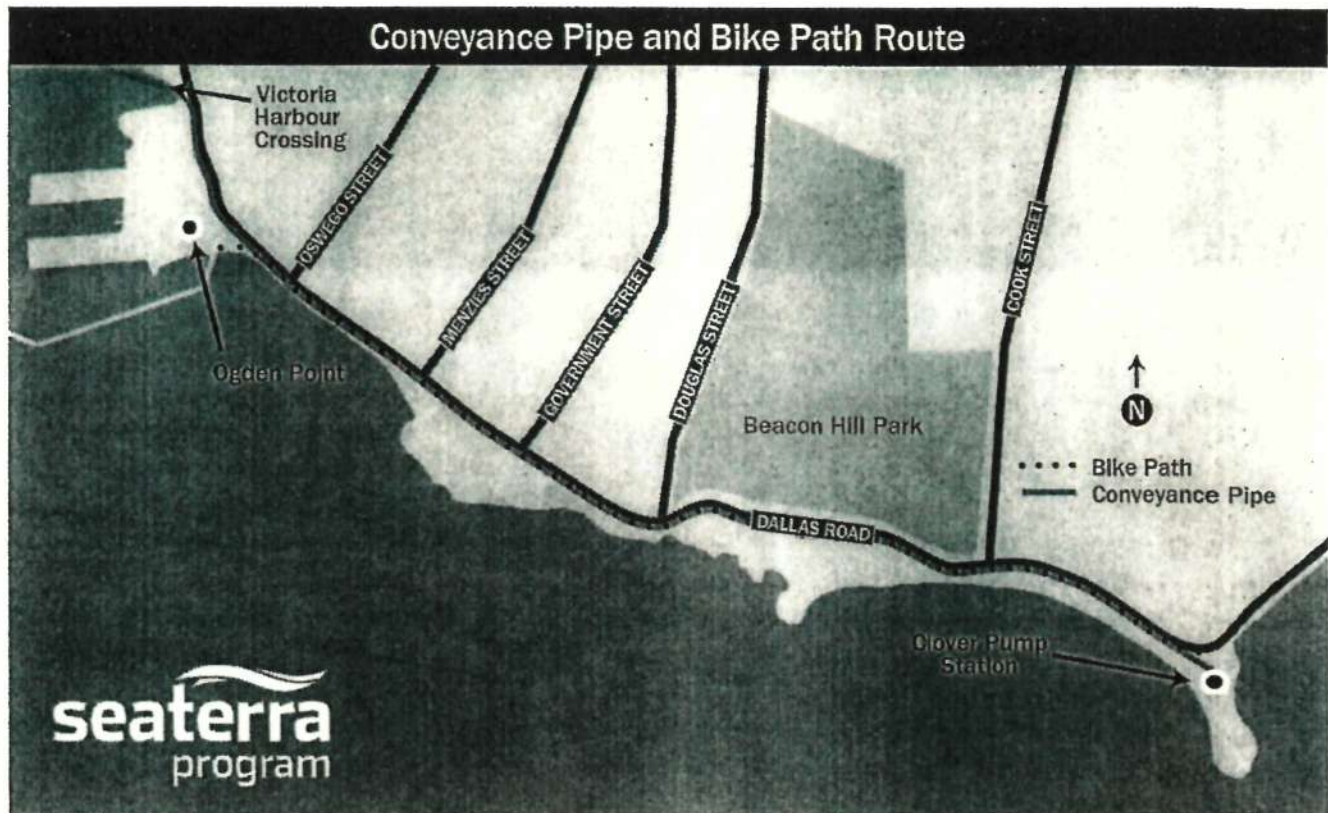 Conveyance Pipe and Bike Path Route
Victoria
Harbour
Crossing
OSWEGO STREET
MENZIES STREET
GOVERNMENT STREET
DOUGLAS STREET
COOK STREET
Ogden Point
Beacon Hill Park
N
Bike Path
Conveyance Pipe
DALLAS ROAD
Clover Pump
Station
seaterra
program